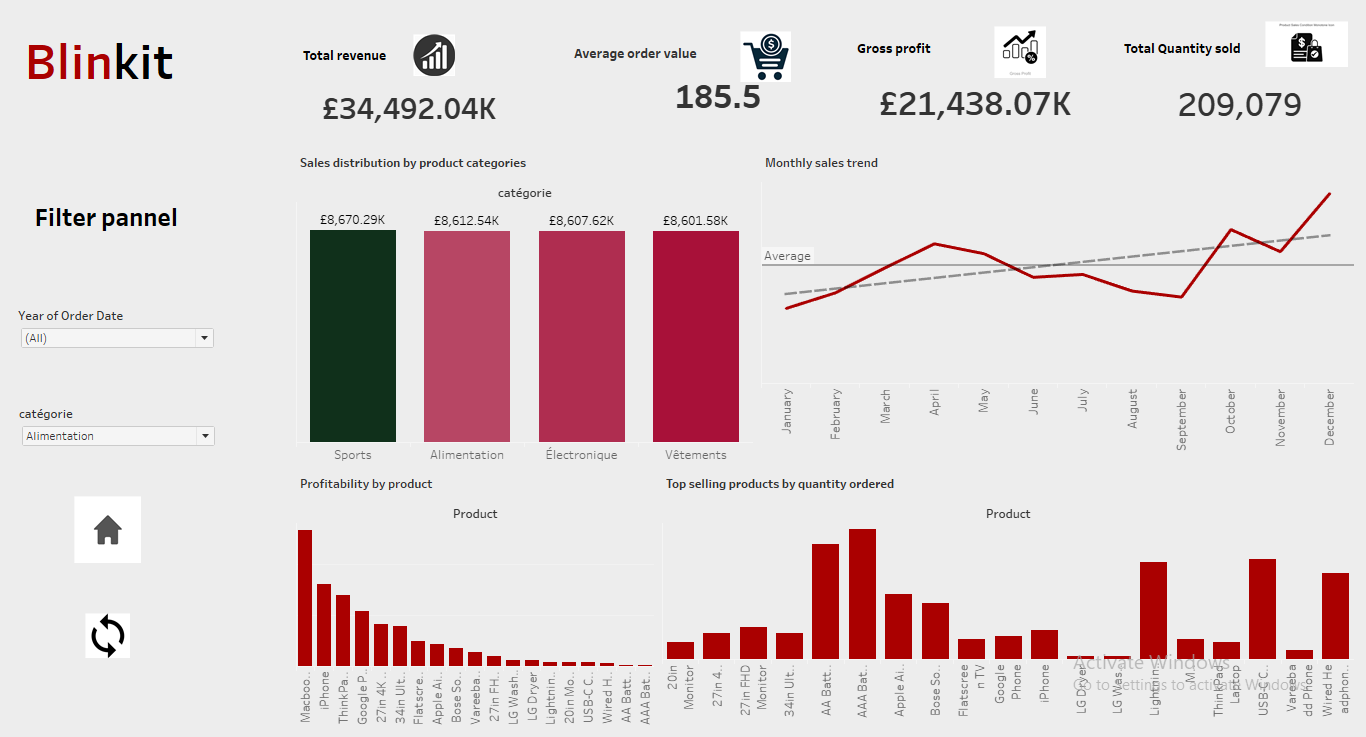 Blinkit
Total revenue
£34,492.04K
Average order value
185.5
Gross profit
Gross Profit
£21,438.07K
Total Quantity sold
209,079
Filter pannel
Year of Order Date
(All)
catégorie
Alimentation
Sales distribution by product categories
catégorie
£8,670.29K
£8,612.54K
£8,607.62K
£8,601.58K
Sports
Alimentation
Électronique
Vêtements
Monthly sales trend
Average
January
February
March
April
May
June
July
August
September
October
November
December
Profitability by product
Product
Macboo..
iPhone
ThinkPa..
Google P..
27in 4K ..
34in Ult..
Flatscre..
Apple Ai..
Bose So..
Vareeba..
27in FH..
LG Wash..
LG Dryer
Lightnin..
20in Mo..
USB-C C..
Wired H..
AA Batt..
AAA Bat..
Top selling products by quantity ordered
Product
20in
Monitor
27in 4..
27in FHD
Monitor
34in Ult..
AA Batt..
AAA Bat..
Apple Ai..
Bose So..
Flatscree
n TV
Google
Phone
iPhone
LG Dryer
LG Was..
Lightnin..
ThinkPad
Laptop
USB-C C..
Vareeba
dd Phone
Wired He
adphon..
Activate Windows
Go to Settings to activate Windows.